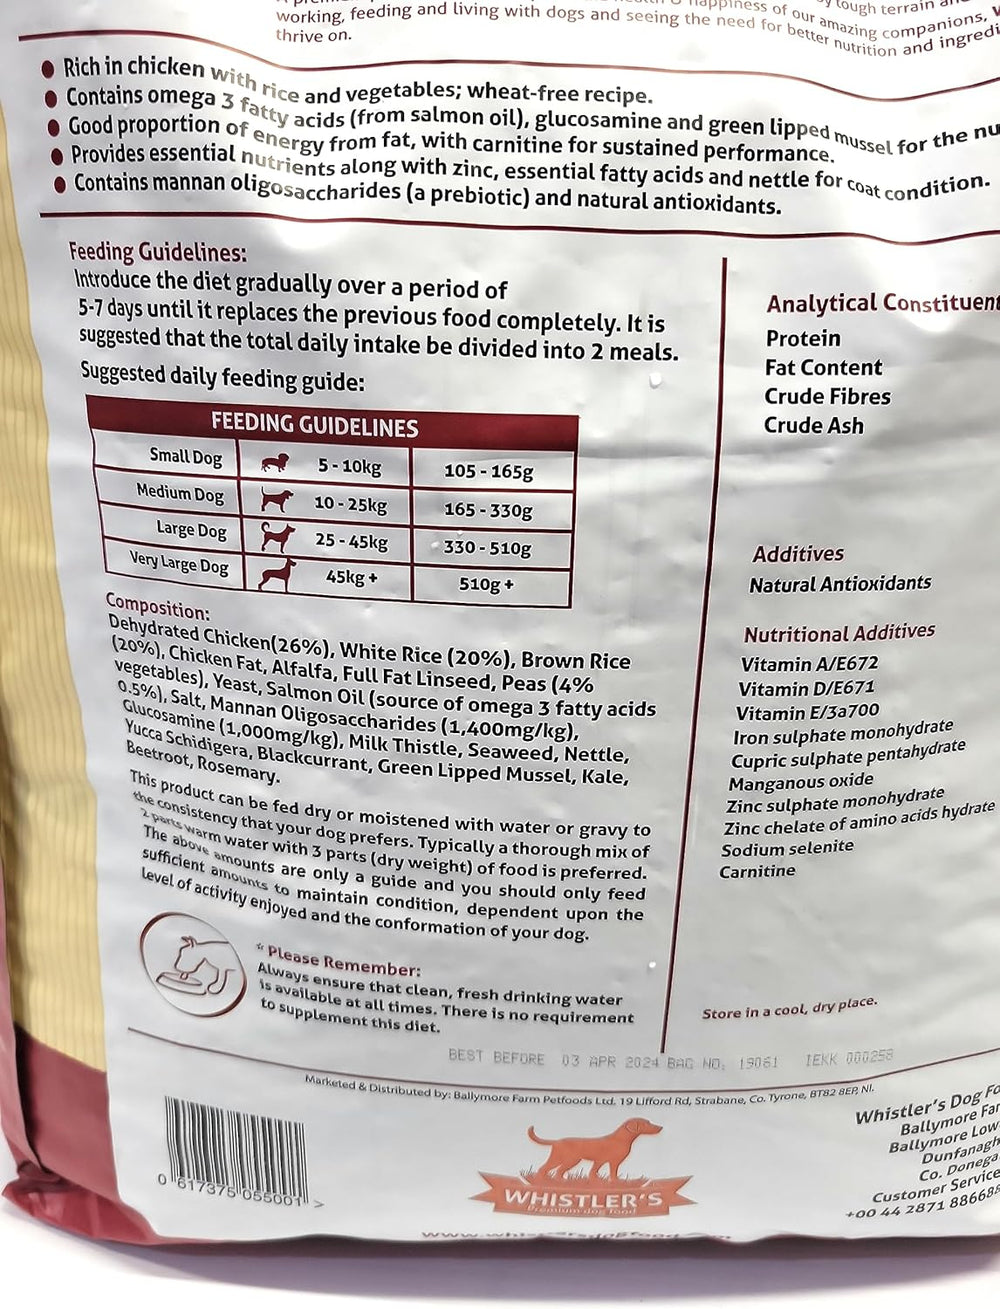 happiness of our amazing companions,
working, feeding and living with dogs and seeing the need for better nutrition and
thrive on.
• Rich in chicken with rice and vegetables; wheat-free recipe.
• Contains omega 3 fatty acids (from salmon oil), glucosamine and green lipped mussel for the
• Good proportion of energy from fat, with carnitine for sustained performance.
• Provides essential nutrients along with zinc, essential fatty acids and nettle for coat condition.
• Contains mannan oligosaccharides (a prebiotic) and natural antioxidants.
Feeding Guidelines:
Introduce the diet gradually over a period of
5-7 days until it replaces the previous food completely. It is
suggested that the total daily intake be divided into 2 meals.
Suggested daily feeding guide:
FEEDING GUIDELINES
Small Dog 5 - 10kg 105 - 165g
Medium Dog 10 - 25kg 165 - 330g
Large Dog 25 - 45kg 330 - 510g
Very Large Dog 45kg + 510g +
Composition:
Dehydrated Chicken(26%), White Rice (20%), Brown Rice
(20%), Chicken Fat, Alfalfa, Full Fat Linseed, Peas (4%
vegetables), Yeast, Salmon Oil (source of omega 3 fatty acids
0.5%), Salt, Mannan Oligosaccharides (1,400mg/kg),
Glucosamine (1,000mg/kg), Milk Thistle, Seaweed, Nettle,
Yucca Schidigera, Blackcurrant, Green Lipped Mussel, Kale,
Beetroot, Rosemary.
This product can be fed dry or moistened with water or gravy to
the consistency that your dog prefers. Typically a thorough mix of
2 parts warm water with 3 parts (dry weight) of food is preferred.
The above amounts are only a guide and you should only feed
sufficient amounts to maintain condition, dependent upon the
level of activity enjoyed and the conformation of your dog.
* Please Remember:
Always ensure that clean, fresh drinking water
is available at all times. There is no requirement
to supplement this diet.
Analytical Constituent
Protein
Fat Content
Crude Fibres
Crude Ash
Additives
Natural Antioxidants
Nutritional Additives
Vitamin A/E672
Vitamin D/E671
Vitamin E/3a700
Iron sulphate monohydrate
Cupric sulphate pentahydrate
Manganous oxide
Zinc sulphate monohydrate
Zinc chelate of amino acids hydrate
Sodium selenite
Carnitine
Store in a cool, dry place.
BEST BEFORE 03 APR 2024 BAG NO. 19061 IEKK 000258
Marketed & Distributed by: Ballymore Farm Petfoods Ltd. 19 Lifford Rd, Strabane, Co. Tyrone, BT82 8EP, NI.
0 617375 055001 >
WHISTLER'S
Premium dog food
Whistler's Dog Fo
Ballymore Far
Ballymore Low
Dunfanagh
Co. Donega
Customer Service
+00 44 2871 88668